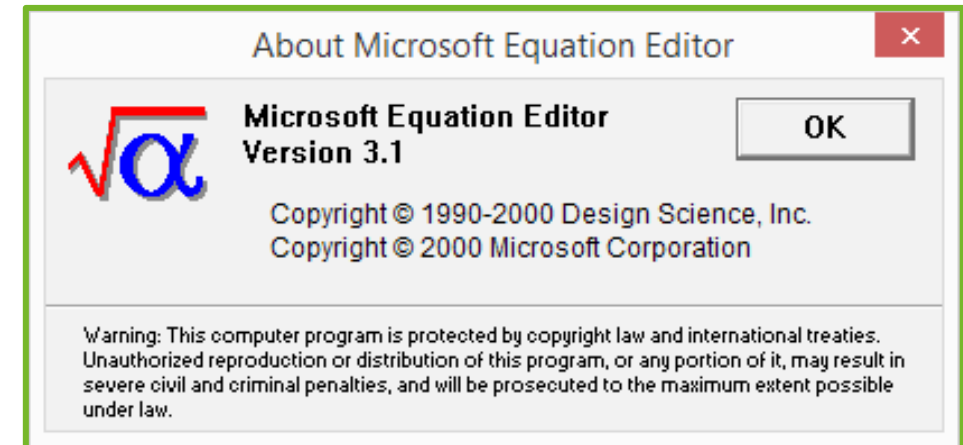 About Microsoft Equation Editor
×
Microsoft Equation Editor
Version 3.1
OK
√α
Copyright © 1990-2000 Design Science, Inc.
Copyright © 2000 Microsoft Corporation
Warning: This computer program is protected by copyright law and international treaties.
Unauthorized reproduction or distribution of this program, or any portion of it, may result in
severe civil and criminal penalties, and will be prosecuted to the maximum extent possible
under law.